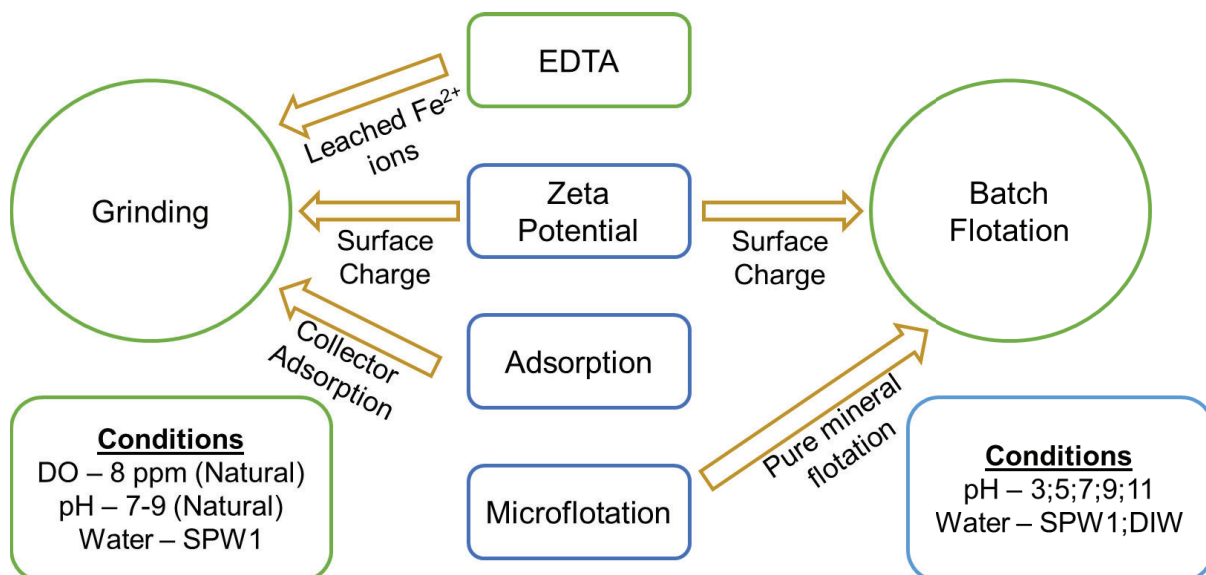 EDTA
Leached Fe²⁺
ions
Grinding
Zeta
Potential
Batch
Flotation
Surface
Charge
Surface
Charge
Collector
Adsorption
Adsorption
Pure mineral
flotation
Microflotation
Conditions
DO – 8 ppm (Natural)
pH – 7-9 (Natural)
Water – SPW1
Conditions
pH – 3;5;7;9;11
Water – SPW1;DIW